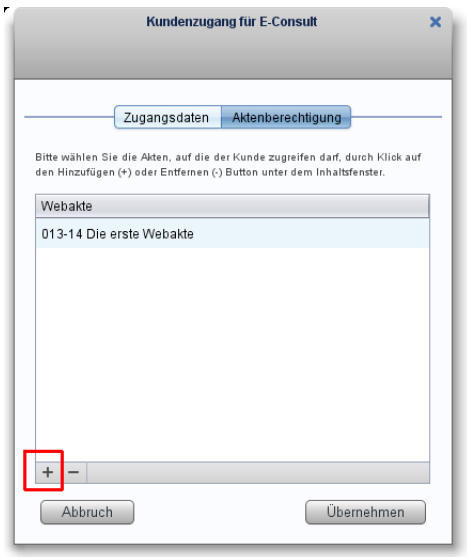 Kundenzugang für E-Consult
Zugangsdaten Aktenberechtigung
Bitte wählen Sie die Akten, auf die der Kunde zugreifen darf, durch Klick auf
den Hinzufügen (+) oder Entfernen (-) Button unter dem Inhaltsfenster.
Webakte
013-14 Die erste Webakte
+ −
Abbruch Übernehmen